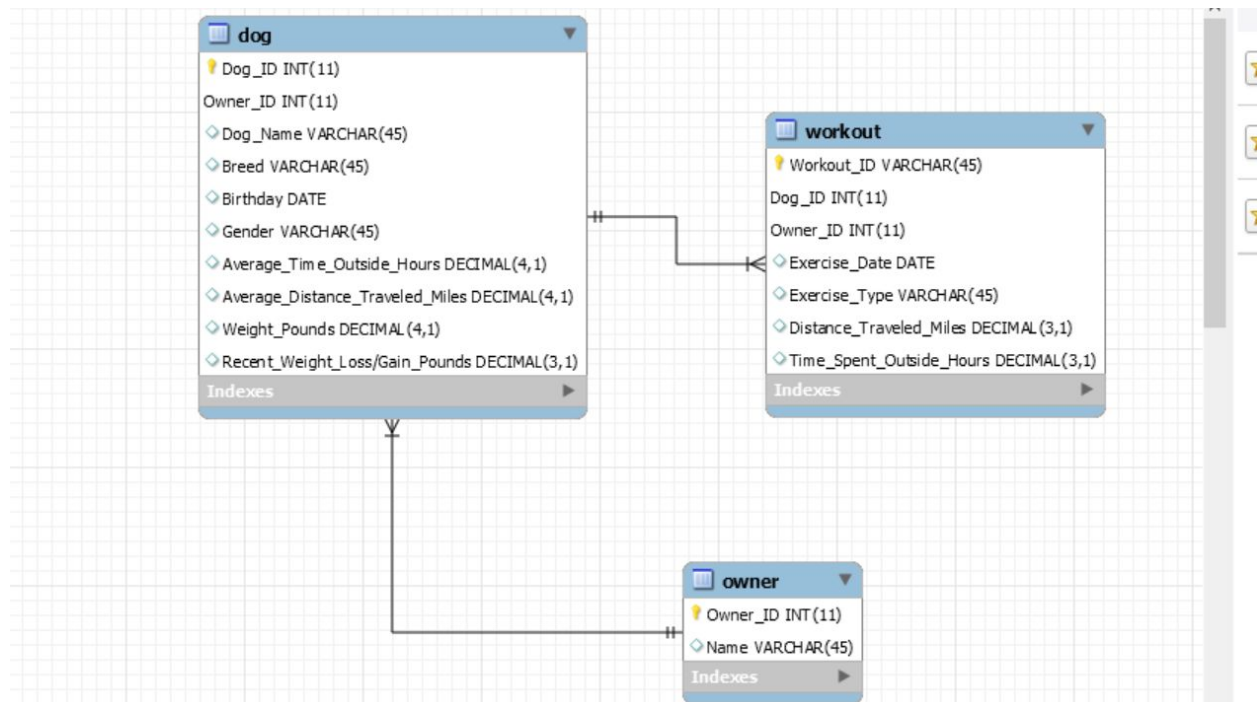 dog
Dog_ID INT(11)
Owner_ID INT(11)
Dog_Name VARCHAR(45)
Breed VARCHAR(45)
Birthday DATE
Gender VARCHAR(45)
Average_Time_Outside_Hours DECIMAL(4,1)
Average_Distance_Traveled_Miles DECIMAL(4,1)
Weight_Pounds DECIMAL(4,1)
Recent_Weight_Loss/Gain_Pounds DECIMAL(3,1)
Indexes
workout
Workout_ID VARCHAR(45)
Dog_ID INT(11)
Owner_ID INT(11)
Exercise_Date DATE
Exercise_Type VARCHAR(45)
Distance_Traveled_Miles DECIMAL(3,1)
Time_Spent_Outside_Hours DECIMAL(3,1)
Indexes
owner
Owner_ID INT(11)
Name VARCHAR(45)
Indexes